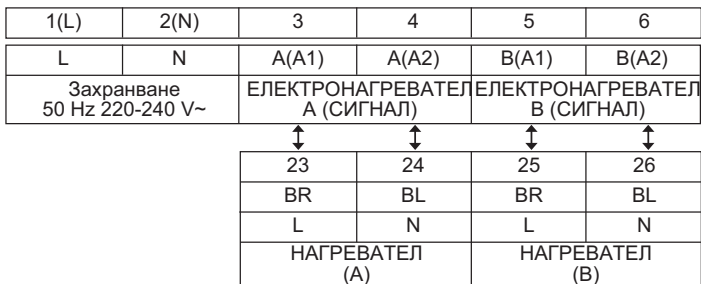 1(L) 2(N) 3 4 5 6
L N A(A1) A(A2) B(A1) B(A2)
Захранване ЕЛЕКТРОНАГРЕВАТЕЛ ЕЛЕКТРОНАГРЕВАТЕЛ
50 Hz 220-240 V~ A (СИГНАЛ) B (СИГНАЛ)
23 24 25 26
BR BL BR BL
L N L N
НАГРЕВАТЕЛ НАГРЕВАТЕЛ
(A) (B)